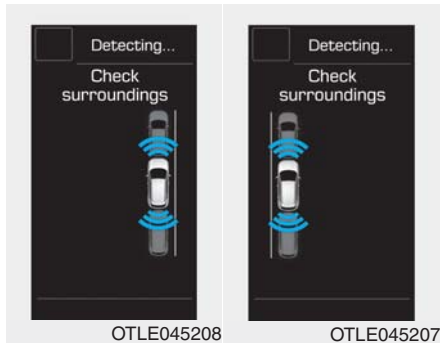 Detecting...
Check
surroundings
OTLE045208
Detecting...
Check
surroundings
OTLE045207